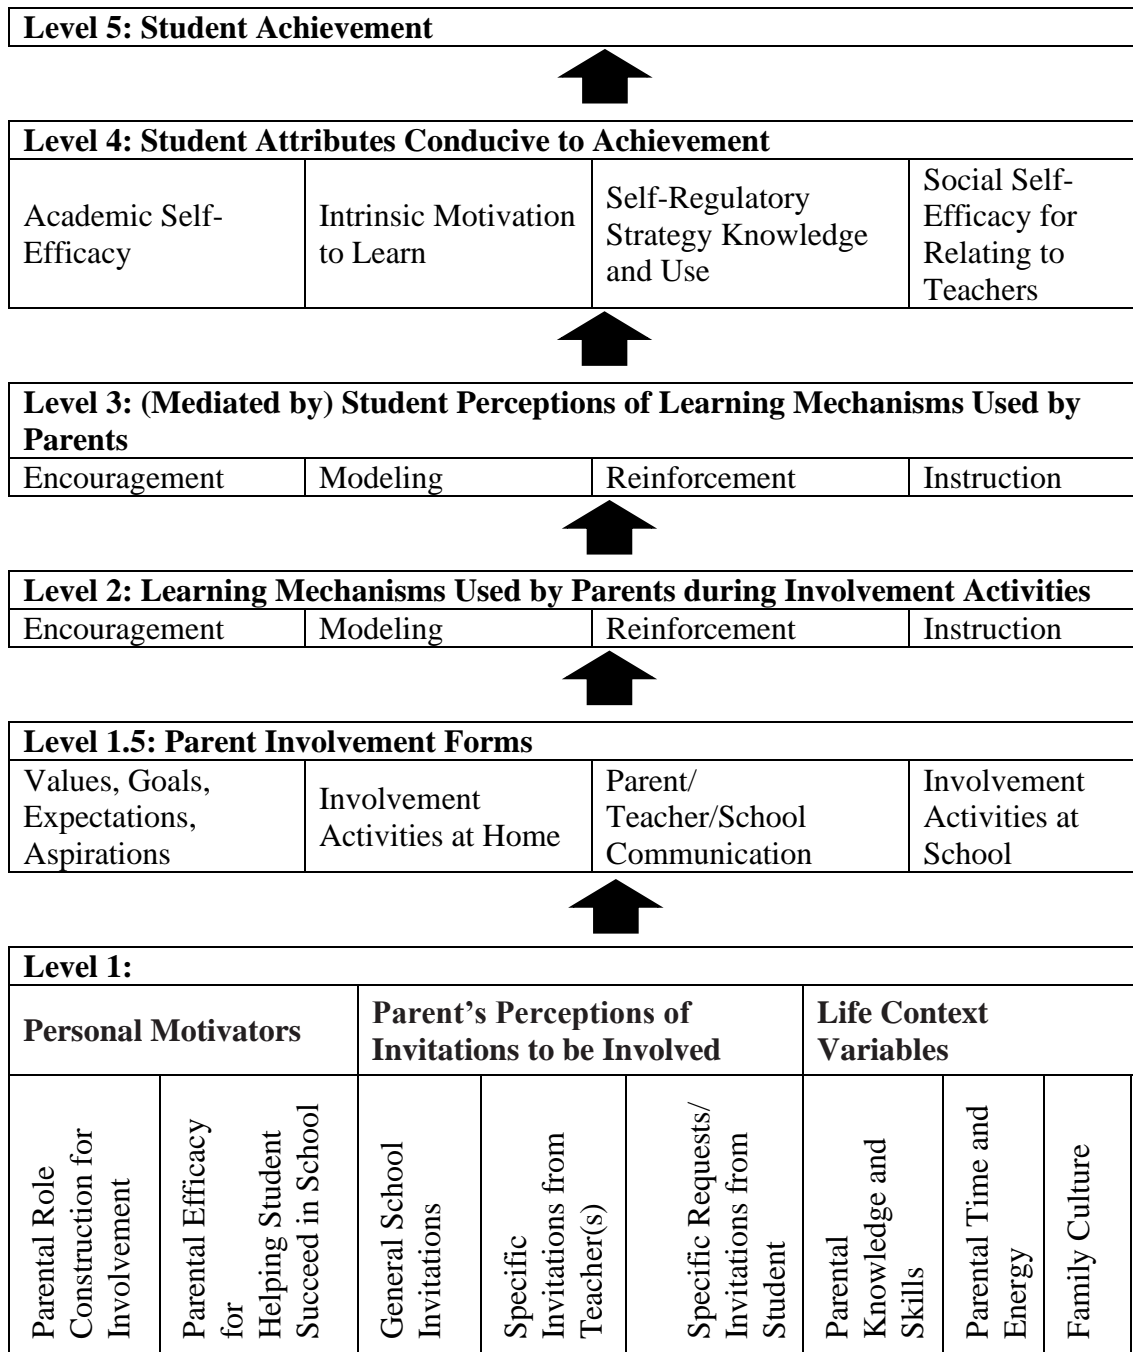 Level 5: Student Achievement
Level 4: Student Attributes Conducive to Achievement
Academic Self-
Efficacy
Intrinsic Motivation
to Learn
Self-Regulatory
Strategy Knowledge
and Use
Social Self-
Efficacy for
Relating to
Teachers
Level 3: (Mediated by) Student Perceptions of Learning Mechanisms Used by
Parents
Encouragement
Modeling
Reinforcement
Instruction
Level 2: Learning Mechanisms Used by Parents during Involvement Activities
Encouragement
Modeling
Reinforcement
Instruction
Level 1.5: Parent Involvement Forms
Values, Goals,
Expectations,
Aspirations
Involvement
Activities at Home
Parent/
Teacher/School
Communication
Involvement
Activities at
School
Level 1:
Personal Motivators
Parent’s Perceptions of
Invitations to be Involved
Life Context
Variables
Parental Role
Construction for
Involvement
Parental Efficacy
for
Helping Student
Succeed in School
General School
Invitations
Specific
Invitations from
Teacher(s)
Specific Requests/
Invitations from
Student
Parental
Knowledge and
Skills
Parental Time and
Energy
Family Culture